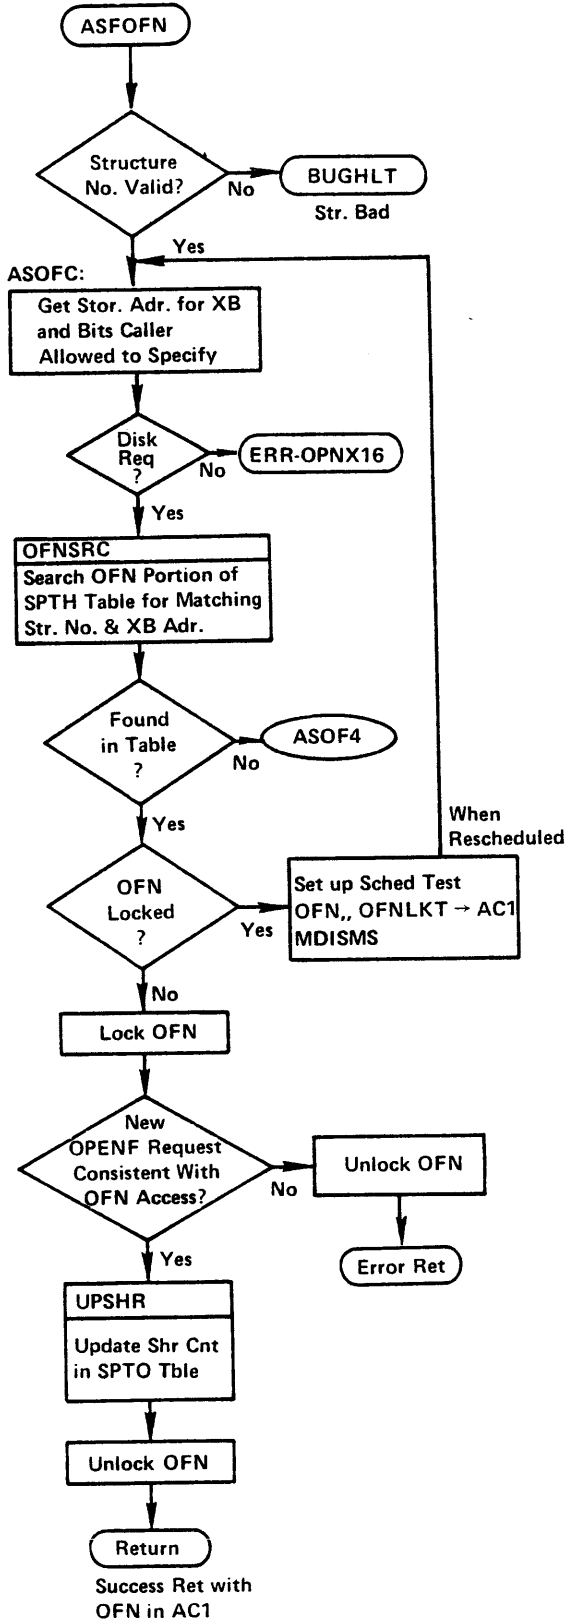 ASFOFN
Structure
No. Valid?
No
BUGHLT
Str. Bad
Yes
ASOFC:
Get Stor. Adr. for XB
and Bits Caller
Allowed to Specify
Disk
Req
?
No
ERR-OPNX16
Yes
OFNSRC
Search OFN Portion of
SPTH Table for Matching
Str. No. & XB Adr.
Found
in Table
?
No
ASOF4
Yes
When
Rescheduled
OFN
Locked
?
Yes
Set up Sched Test
OFN,, OFNLKT → AC1
MDISMS
No
Lock OFN
New
OPENF Request
Consistent With
OFN Access?
No
Unlock OFN
Error Ret
Yes
UPSHR
Update Shr Cnt
in SPTO Tble
Unlock OFN
Return
Success Ret with
OFN in AC1